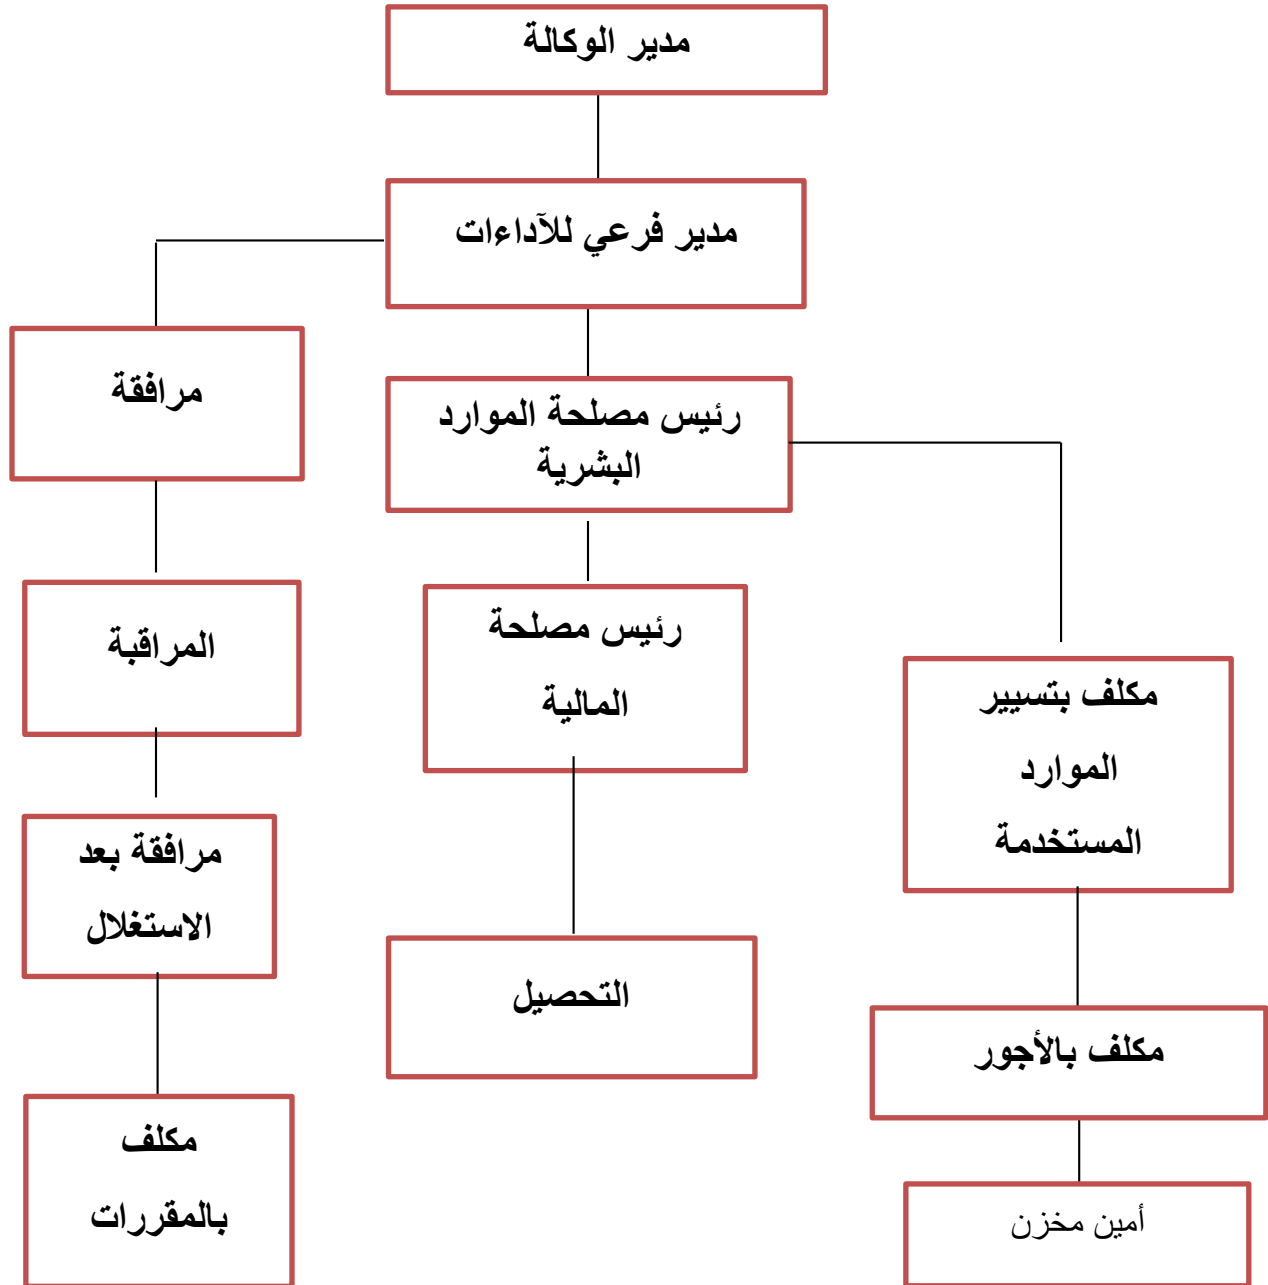 مدير الوكالة
مدير فرعي للآداءات
مرافقة
رئيس مصلحة الموارد
البشرية
المراقبة
رئيس مصلحة
المالية
مكلف بتسيير
الموارد
المستخدمة
مرافقة بعد
الاستغلال
التحصيل
مكلف بالأجور
مكلف
بالمقررات
أمين مخزن